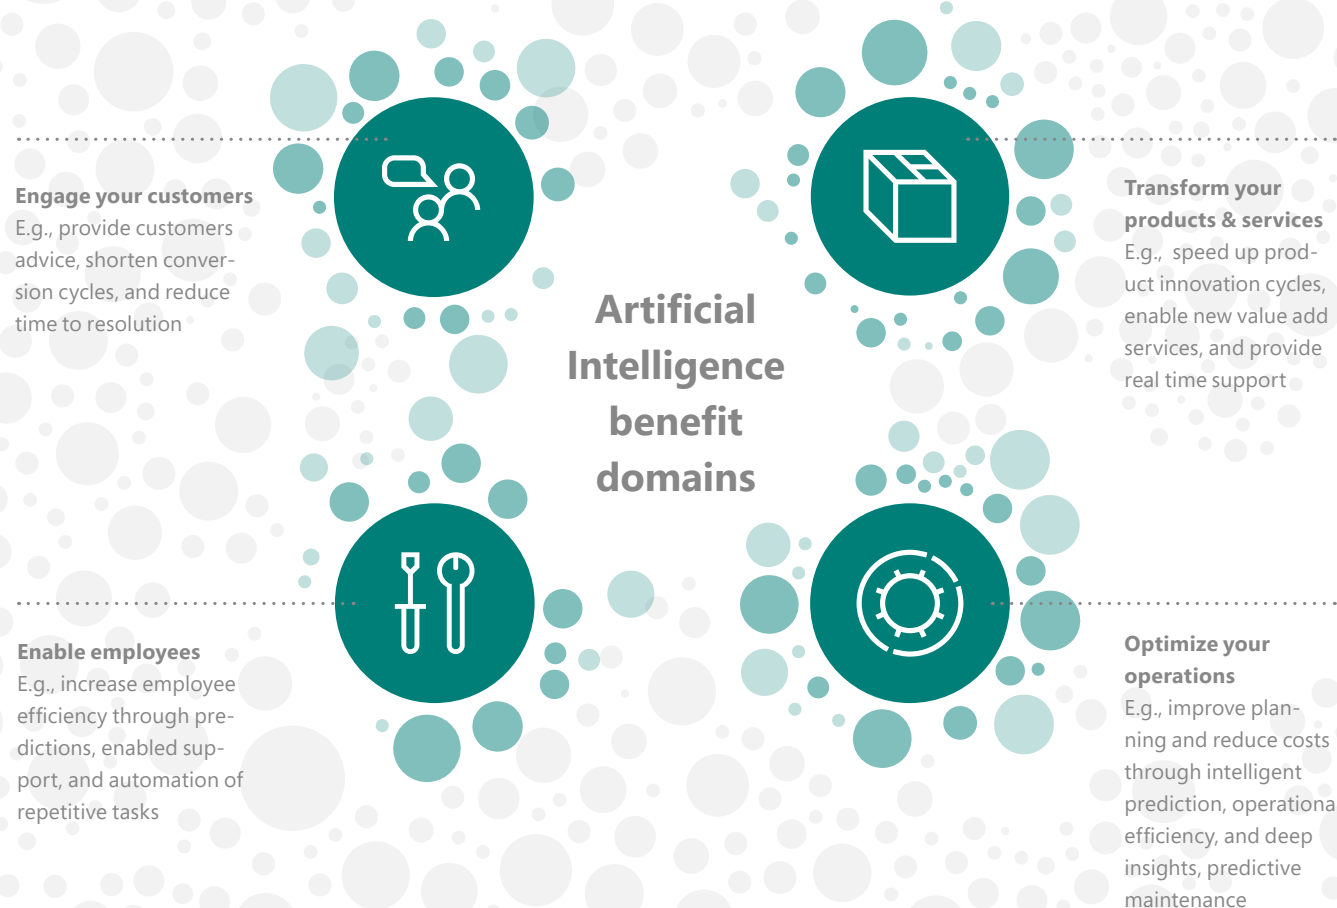 Engage your customers
E.g., provide customers
advice, shorten conver-
sion cycles, and reduce
time to resolution
Transform your
products & services
E.g., speed up prod-
uct innovation cycles,
enable new value add
services, and provide
real time support
Artificial
Intelligence
benefit
domains
Enable employees
E.g., increase employee
efficiency through pre-
dictions, enabled sup-
port, and automation of
repetitive tasks
Optimize your
operations
E.g., improve plan-
ning and reduce costs
through intelligent
prediction, operationa
efficiency, and deep
insights, predictive
maintenance